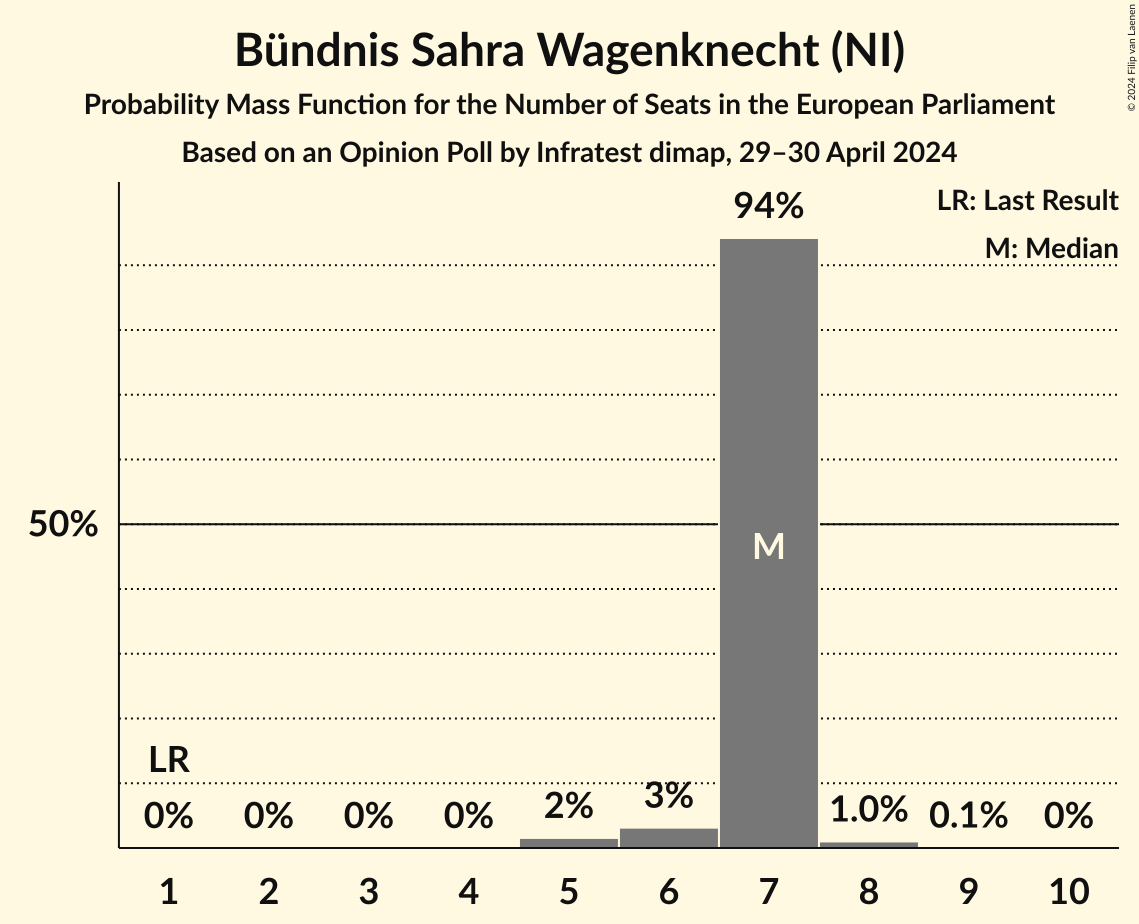 Bündnis Sahra Wagenknecht (NI)
Probability Mass Function for the Number of Seats in the European Parliament
Based on an Opinion Poll by Infratest dimap, 29–30 April 2024
© 2024 Filip van Laenen
LR: Last Result
M: Median
94%
50%
M
LR
0% 0% 0% 0% 2% 3% 1.0% 0.1% 0%
1 2 3 4 5 6 7 8 9 10